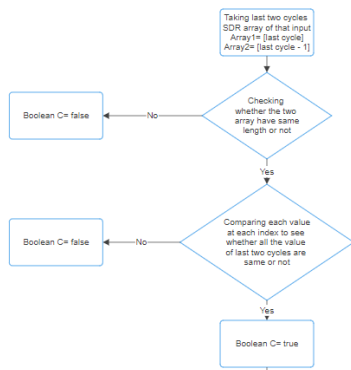 Taking last two cycles
SDR array of that input
Array1= [last cycle]
Array2= [last cycle - 1]
Checking
whether the two
array have same
length or not
No
Boolean C= false
Yes
Comparing each value
at each index to see
whether all the value
of last two cycles are
same or not
No
Boolean C= false
Yes
Boolean C= true